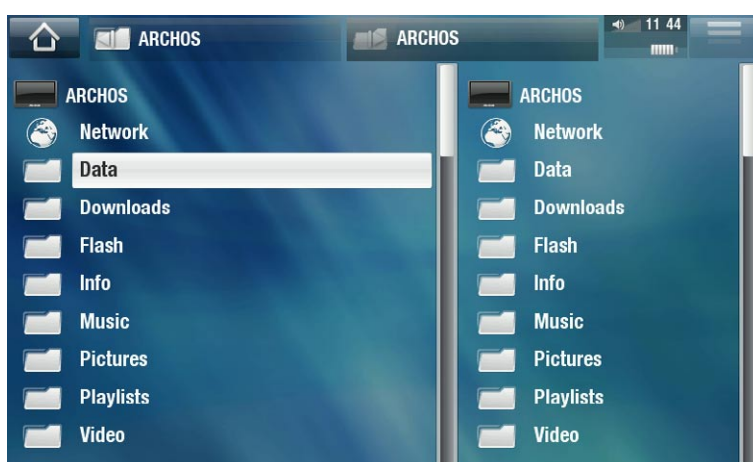 ARCHOS
ARCHOS
11 44
ARCHOS
Network
Data
Downloads
Flash
Info
Music
Pictures
Playlists
Video
ARCHOS
Network
Data
Downloads
Flash
Info
Music
Pictures
Playlists
Video